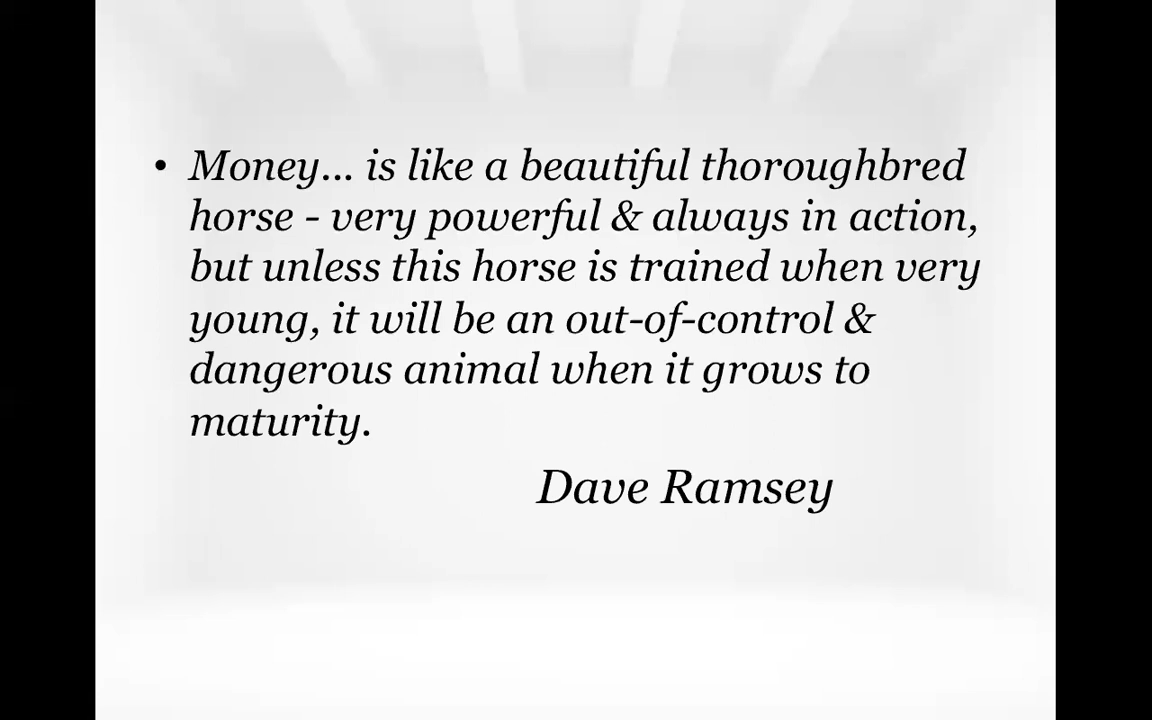 • Money... is like a beautiful thoroughbred
horse - very powerful & always in action,
but unless this horse is trained when very
young, it will be an out-of-control &
dangerous animal when it grows to
maturity.
Dave Ramsey